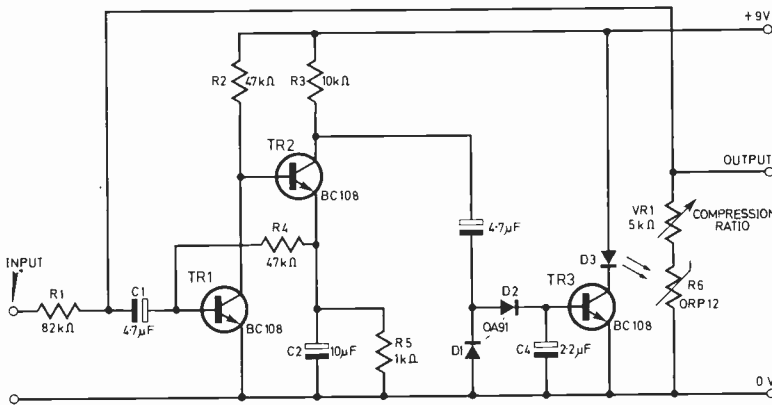 +9V
R2
47kΩ
R3
10kΩ
TR2
BC108
OUTPUT
VR1
5kΩ
COMPRESSION
RATIO
R4
47kΩ
4·7µF
INPUT
R1
82kΩ
C1
4·7µF
TR1
BC108
C2
10µF
R5
1kΩ
D1
D2
OA91
C4
2·2µF
TR3
BC108
D3
R6
ORP12
0V